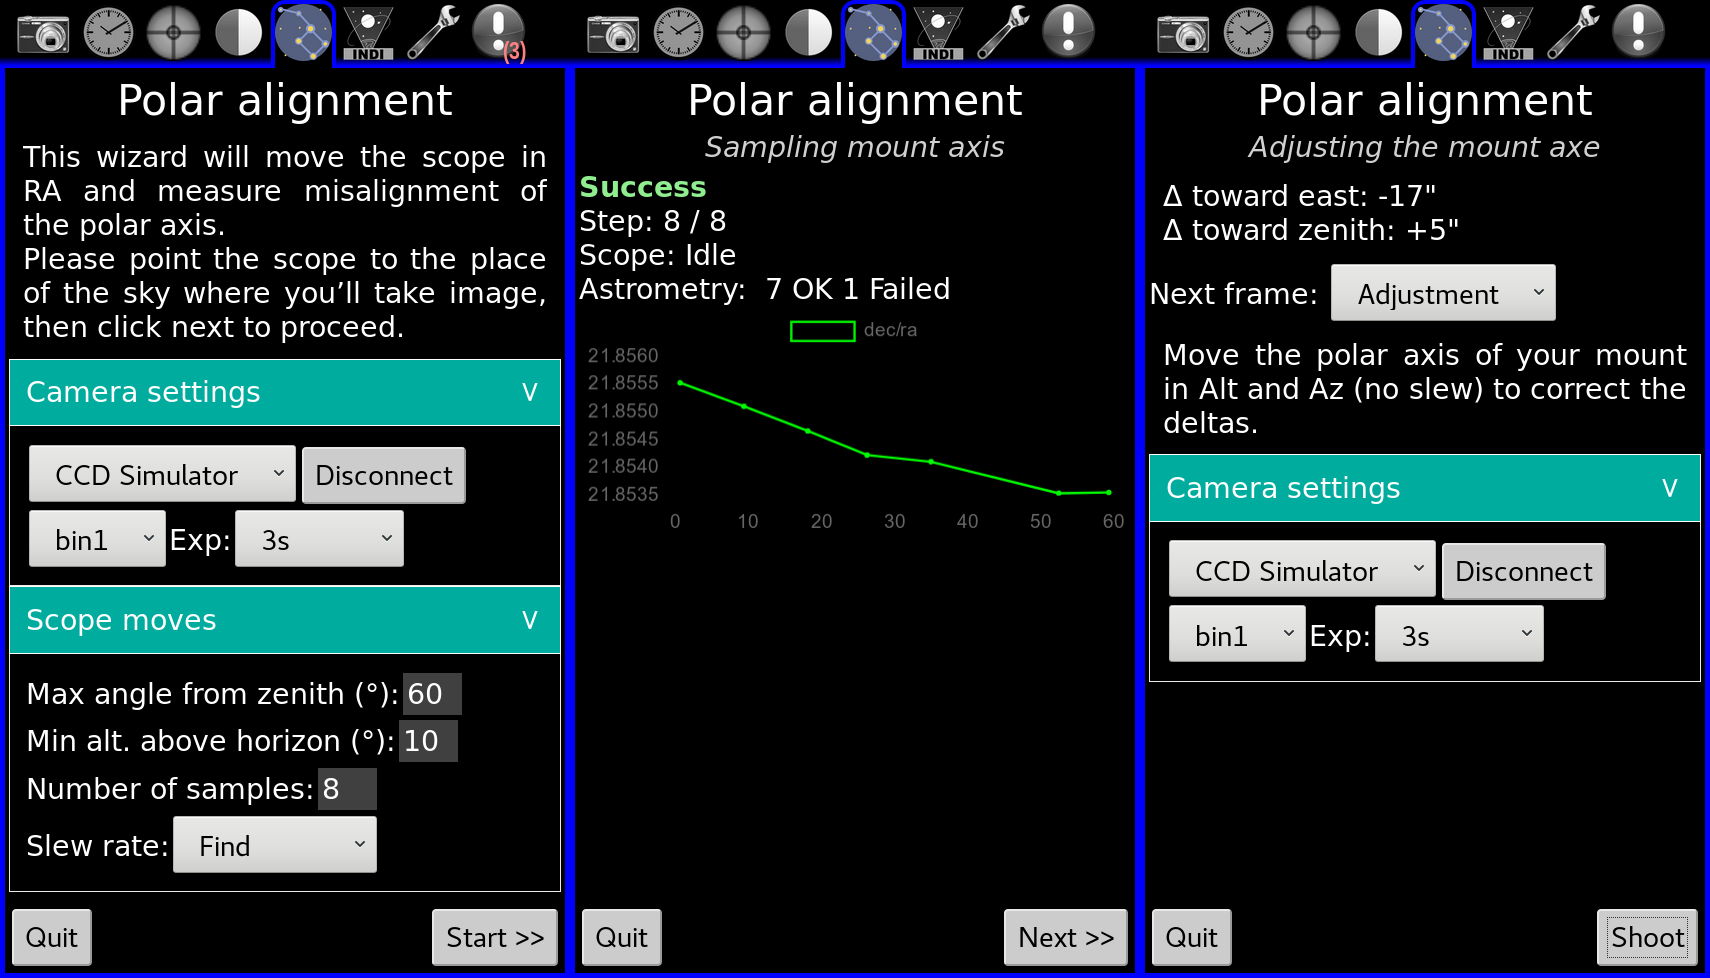 INDI
(3)
Polar alignment
This wizard will move the scope in
RA and measure misalignment of
the polar axis.
Please point the scope to the place
of the sky where you’ll take image,
then click next to proceed.
Camera settings V
CCD Simulator Disconnect
bin1 Exp: 3s
Scope moves V
Max angle from zenith (°): 60
Min alt. above horizon (°): 10
Number of samples: 8
Slew rate: Find
Quit Start >>
INDI
Polar alignment
Sampling mount axis
Success
Step: 8 / 8
Scope: Idle
Astrometry: 7 OK 1 Failed
dec/ra
21.8560
21.8555
21.8550
21.8545
21.8540
21.8535
0 10 20 30 40 50 60
Quit Next >>
INDI
Polar alignment
Adjusting the mount axe
Δ toward east: -17"
Δ toward zenith: +5"
Next frame: Adjustment
Move the polar axis of your mount
in Alt and Az (no slew) to correct the
deltas.
Camera settings V
CCD Simulator Disconnect
bin1 Exp: 3s
Quit Shoot